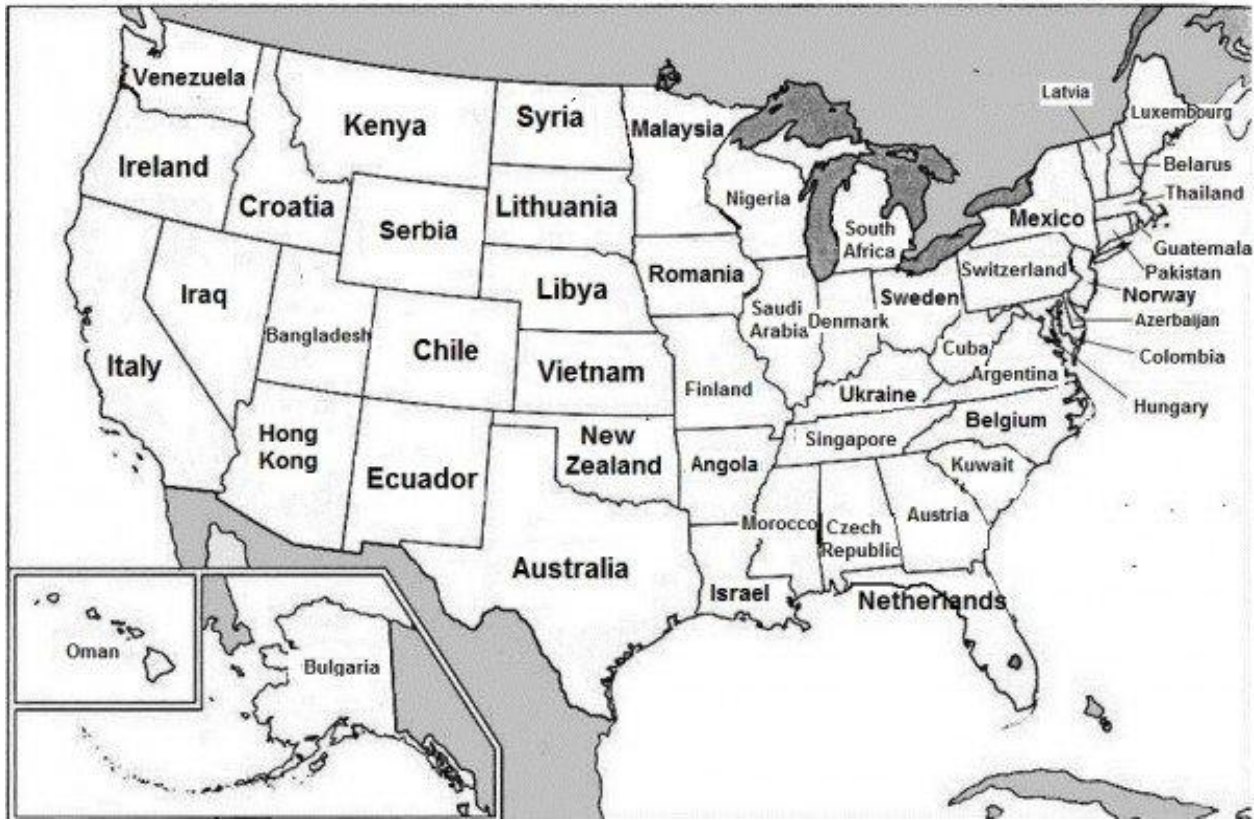 Venezuela
Kenya
Syria
Malaysia
Latvia
Luxembourg
Ireland
Croatia
Serbia
Lithuania
Nigeria
South
Africa
Mexico
Belarus
Thailand
Guatemala
Pakistan
Italy
Iraq
Bangladesh
Chile
Libya
Romania
Saudi
Arabia
Denmark
Sweden
Switzerland
Norway
Azerbaijan
Colombia
Hungary
Vietnam
Finland
Ukraine
Cuba
Argentina
Hong
Kong
Ecuador
New
Zealand
Angola
Singapore
Belgium
Kuwait
Australia
Israel
Morocco
Czech
Republic
Austria
Netherlands
Oman
Bulgaria